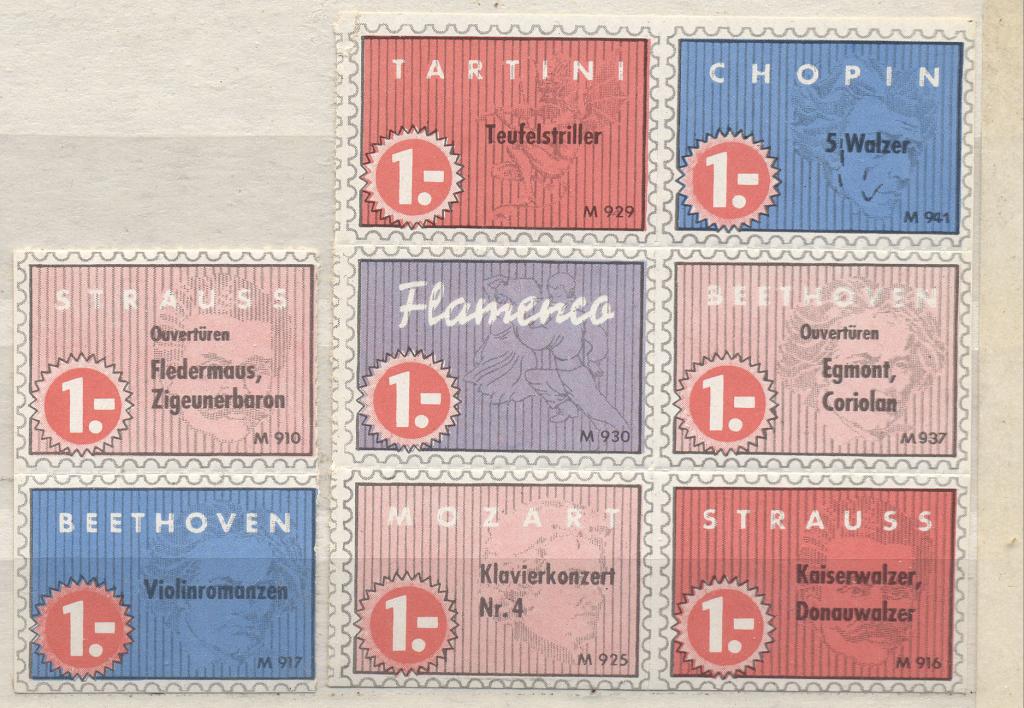 TARTINI
Teufelstriller
1.-
M 929
CHOPIN
5 Walzer
1.-
M 941
STRAUSS
Ouvertüren
Fledermaus,
Zigeunerbaron
1.-
M 910
Flamenco
1.-
M 930
BEETHOVEN
Ouvertüren
Egmont,
Coriolan
1.-
M 937
BEETHOVEN
Violinromanzen
1.-
M 917
MOZART
Klavierkonzert
Nr. 4
1.-
M 925
STRAUSS
Kaiserwalzer,
Donauwalzer
1.-
M 916